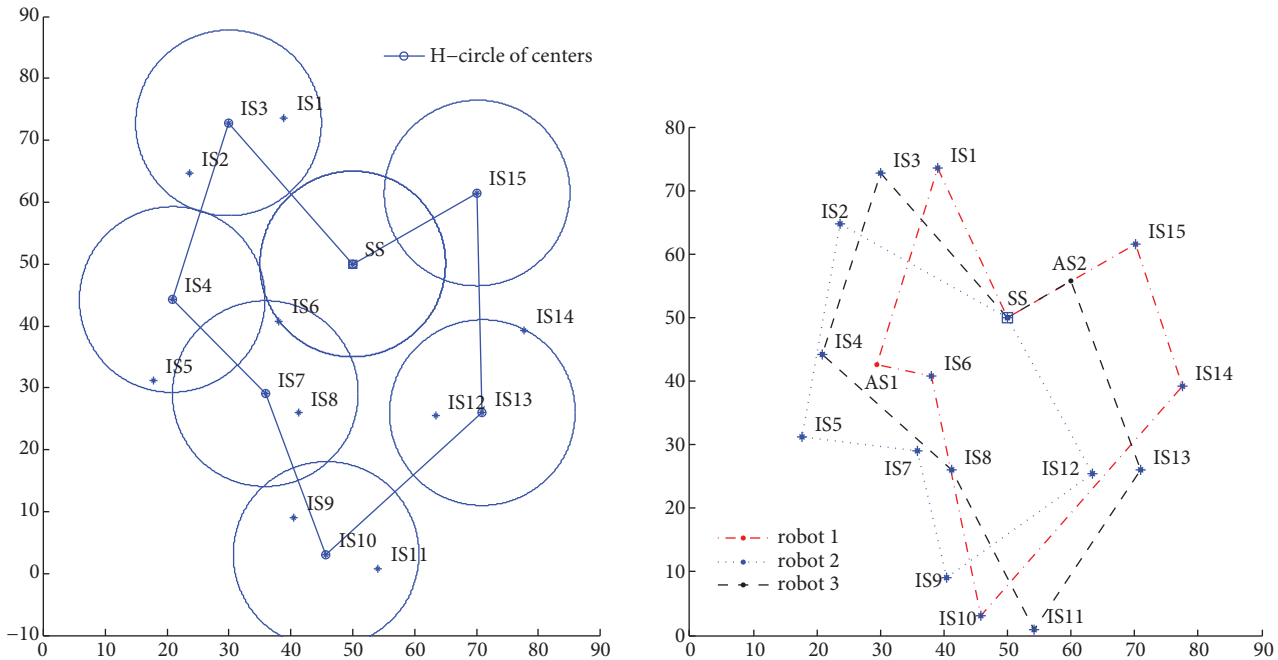 90
80
70
60
50
40
30
20
10
0
−10
0 10 20 30 40 50 60 70 80 90
H−circle of centers
IS3
IS1
IS2
IS15
SS
IS4
IS6
IS14
IS5
IS7
IS8
IS12
IS13
IS9
IS10
IS11
80
70
60
50
40
30
20
10
0
0 10 20 30 40 50 60 70 80 90
IS3
IS1
IS2
IS15
AS2
SS
IS4
IS6
AS1
IS14
IS5
IS7
IS8
IS12
IS13
IS9
IS10
IS11
robot 1
robot 2
robot 3